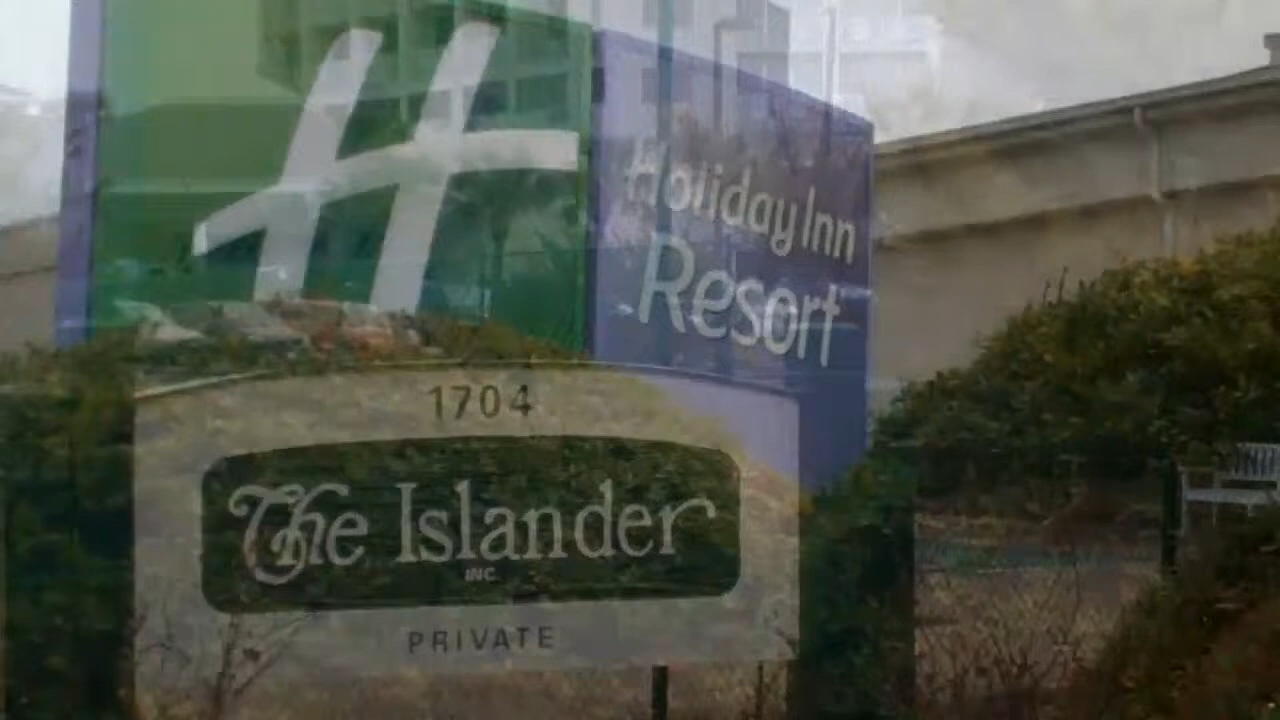 H
Holiday Inn
Resort
1704
The Islander
INC.
PRIVATE